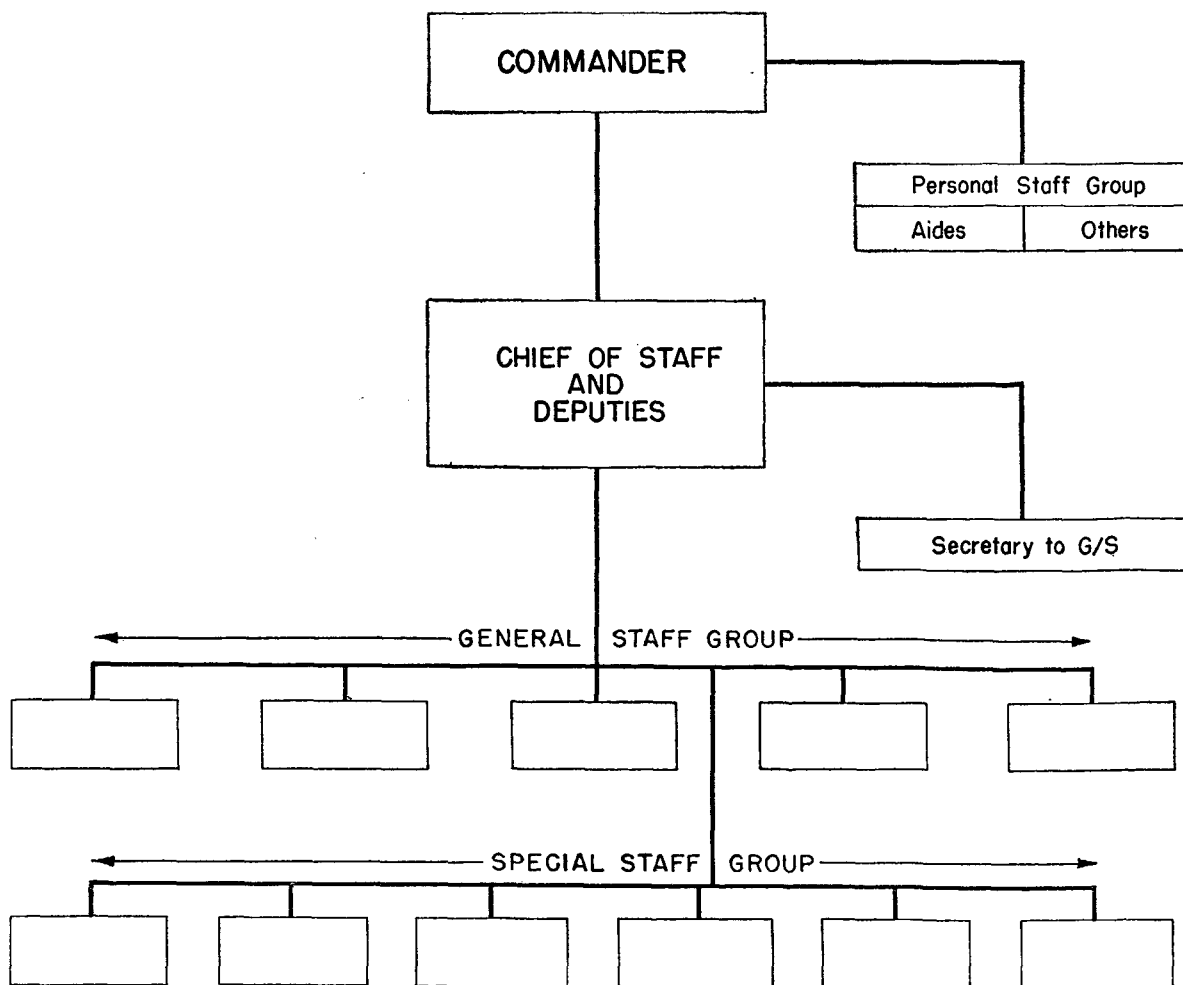 COMMANDER
Personal Staff Group
Aides Others
CHIEF OF STAFF
AND
DEPUTIES
Secretary to G/S
GENERAL STAFF GROUP
SPECIAL STAFF GROUP